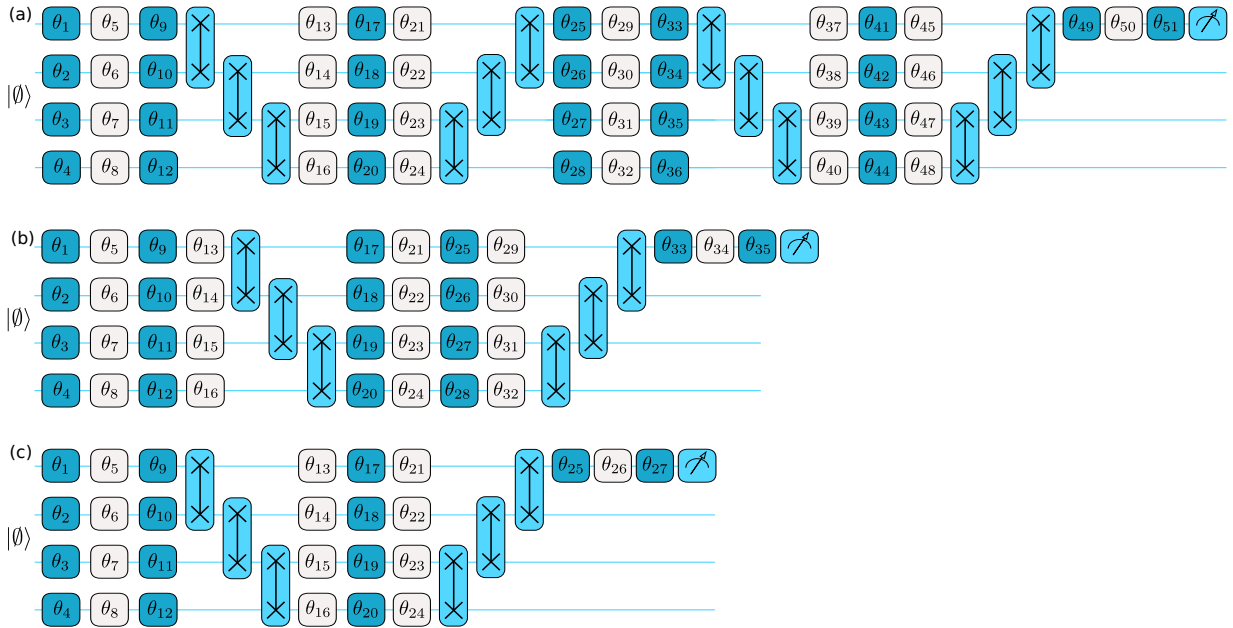 (a) θ1 θ5 θ9 θ13 θ17 θ21 θ25 θ29 θ33 θ37 θ41 θ45 θ49 θ50 θ51
θ2 θ6 θ10 θ14 θ18 θ22 θ26 θ30 θ34 θ38 θ42 θ46
|∅⟩
θ3 θ7 θ11 θ15 θ19 θ23 θ27 θ31 θ35 θ39 θ43 θ47
θ4 θ8 θ12 θ16 θ20 θ24 θ28 θ32 θ36 θ40 θ44 θ48
(b) θ1 θ5 θ9 θ13 θ17 θ21 θ25 θ29 θ33 θ34 θ35
θ2 θ6 θ10 θ14 θ18 θ22 θ26 θ30
|∅⟩
θ3 θ7 θ11 θ15 θ19 θ23 θ27 θ31
θ4 θ8 θ12 θ16 θ20 θ24 θ28 θ32
(c) θ1 θ5 θ9 θ13 θ17 θ21 θ25 θ26 θ27
θ2 θ6 θ10 θ14 θ18 θ22
|∅⟩
θ3 θ7 θ11 θ15 θ19 θ23
θ4 θ8 θ12 θ16 θ20 θ24